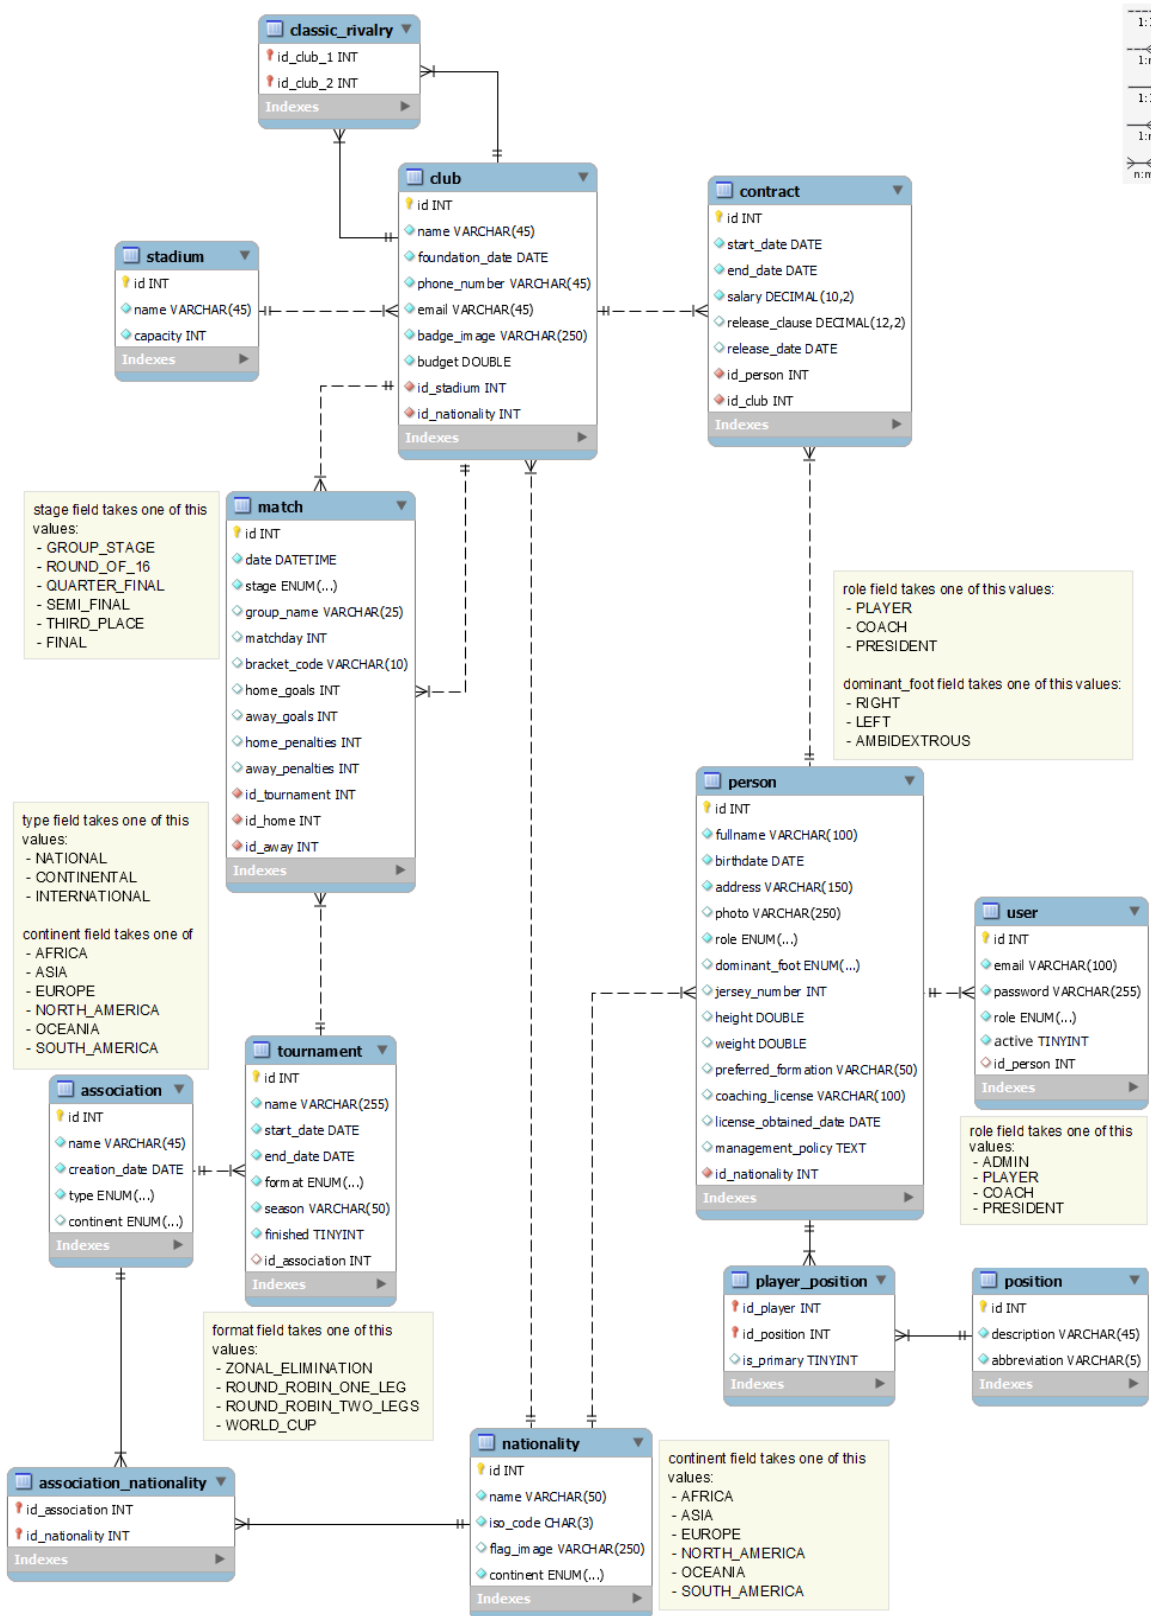 classic_rivalry
id_club_1 INT
id_club_2 INT
Indexes
1:1
1:n
1:1
1:n
n:m
club
id INT
name VARCHAR(45)
foundation_date DATE
phone_number VARCHAR(45)
email VARCHAR(45)
badge_image VARCHAR(250)
budget DOUBLE
id_stadium INT
id_nationality INT
Indexes
contract
id INT
start_date DATE
end_date DATE
salary DECIMAL(10,2)
release_clause DECIMAL(12,2)
release_date DATE
id_person INT
id_club INT
Indexes
stadium
id INT
name VARCHAR(45)
capacity INT
Indexes
stage field takes one of this
values:
- GROUP_STAGE
- ROUND_OF_16
- QUARTER_FINAL
- SEMI_FINAL
- THIRD_PLACE
- FINAL
match
id INT
date DATETIME
stage ENUM(...)
group_name VARCHAR(25)
matchday INT
bracket_code VARCHAR(10)
home_goals INT
away_goals INT
home_penalties INT
away_penalties INT
id_tournament INT
id_home INT
id_away INT
Indexes
role field takes one of this values:
- PLAYER
- COACH
- PRESIDENT
dominant_foot field takes one of this values:
- RIGHT
- LEFT
- AMBIDEXTROUS
type field takes one of this
values:
- NATIONAL
- CONTINENTAL
- INTERNATIONAL
continent field takes one of
- AFRICA
- ASIA
- EUROPE
- NORTH_AMERICA
- OCEANIA
- SOUTH_AMERICA
person
id INT
fullname VARCHAR(100)
birthdate DATE
address VARCHAR(150)
photo VARCHAR(250)
role ENUM(...)
dominant_foot ENUM(...)
jersey_number INT
height DOUBLE
weight DOUBLE
preferred_formation VARCHAR(50)
coaching_license VARCHAR(100)
license_obtained_date DATE
management_policy TEXT
id_nationality INT
Indexes
user
id INT
email VARCHAR(100)
password VARCHAR(255)
role ENUM(...)
active TINYINT
id_person INT
Indexes
role field takes one of this
values:
- ADMIN
- PLAYER
- COACH
- PRESIDENT
association
id INT
name VARCHAR(45)
creation_date DATE
type ENUM(...)
continent ENUM(...)
Indexes
tournament
id INT
name VARCHAR(255)
start_date DATE
end_date DATE
format ENUM(...)
season VARCHAR(50)
finished TINYINT
id_association INT
Indexes
format field takes one of this
values:
- ZONAL_ELIMINATION
- ROUND_ROBIN_ONE_LEG
- ROUND_ROBIN_TWO_LEGS
- WORLD_CUP
player_position
id_player INT
id_position INT
is_primary TINYINT
Indexes
position
id INT
description VARCHAR(45)
abbreviation VARCHAR(5)
Indexes
association_nationality
id_association INT
id_nationality INT
Indexes
nationality
id INT
name VARCHAR(50)
iso_code CHAR(3)
flag_image VARCHAR(250)
continent ENUM(...)
Indexes
continent field takes one of this
values:
- AFRICA
- ASIA
- EUROPE
- NORTH_AMERICA
- OCEANIA
- SOUTH_AMERICA